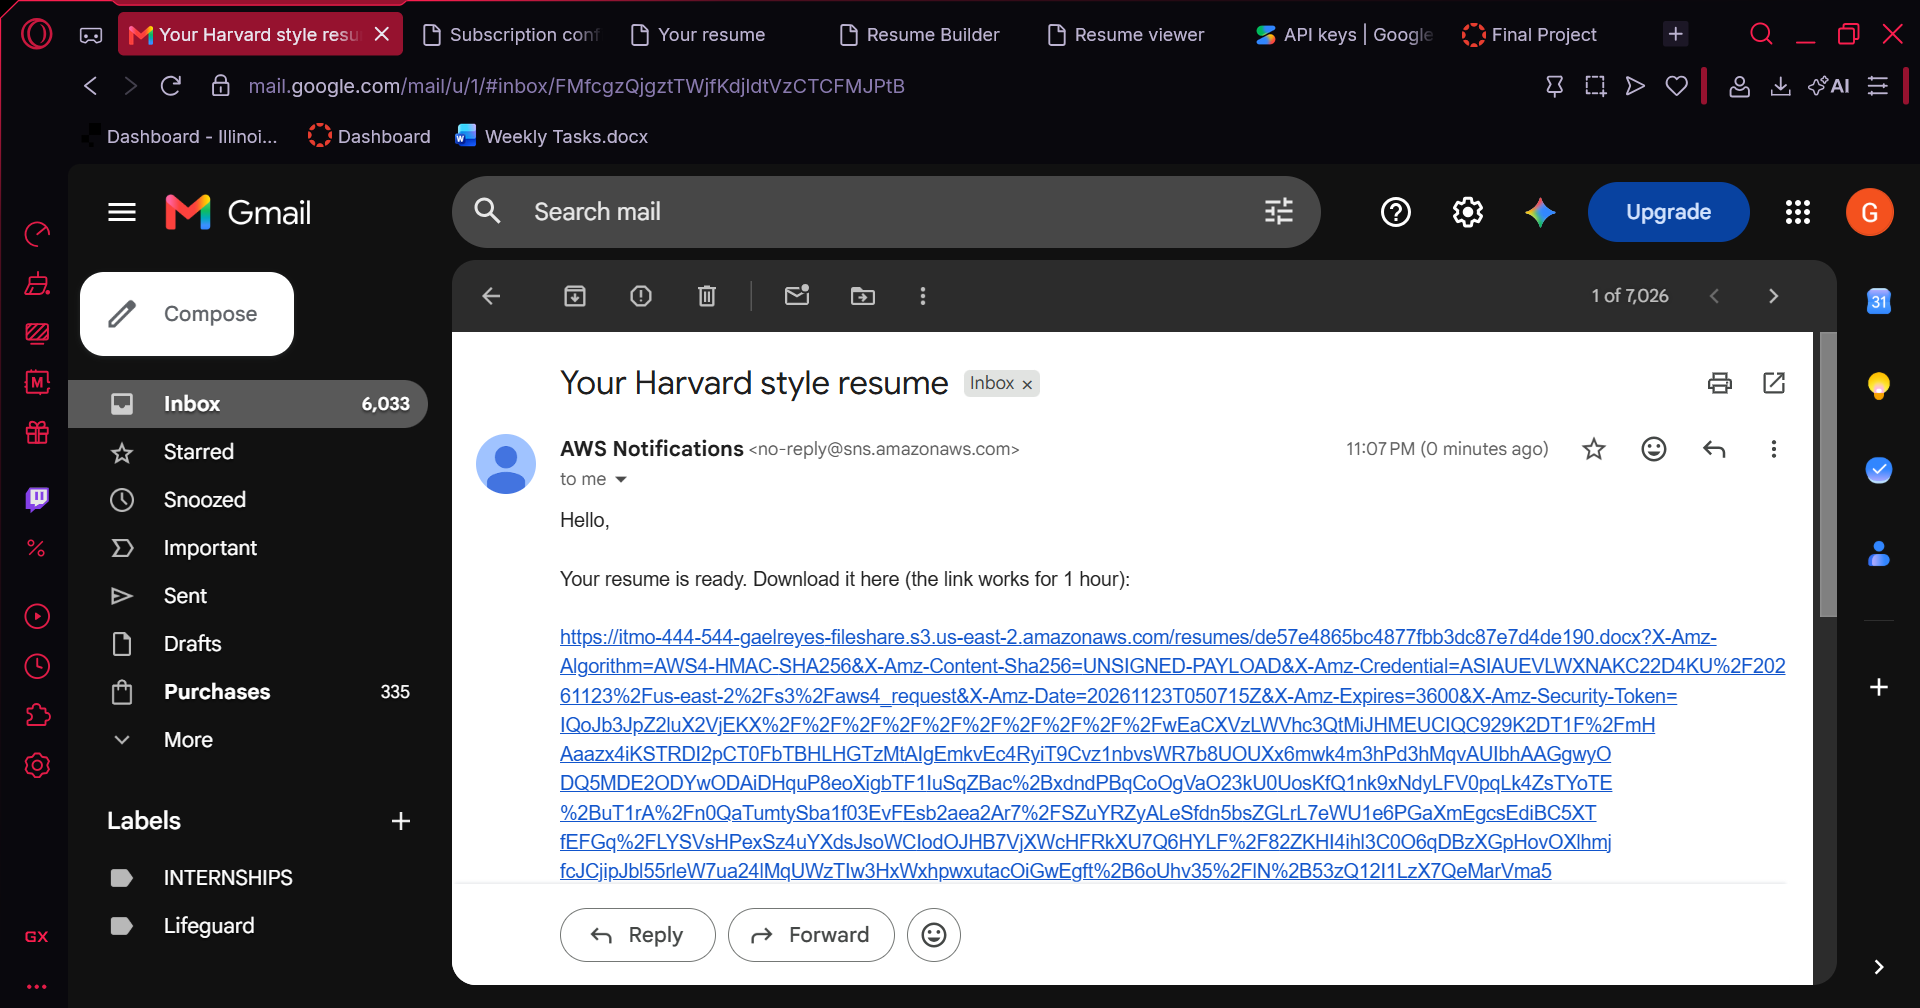 Your Harvard style resu
Subscription conf
Your resume
Resume Builder
Resume viewer
API keys | Google
Final Project
mail.google.com/mail/u/1/#inbox/FMfcgzQjgztTWjfKdjldtVzCTCFMJPtB
AI
Dashboard - Illinoi...
Dashboard
Weekly Tasks.docx
Gmail
Search mail
Upgrade
G
Compose
1 of 7,026
31
Inbox 6,033
Starred
Snoozed
Important
Sent
Drafts
Purchases 335
More
Labels
INTERNSHIPS
Lifeguard
GX
Your Harvard style resume
Inbox x
AWS Notifications <no-reply@sns.amazonaws.com>
11:07 PM (0 minutes ago)
to me
Hello,
Your resume is ready. Download it here (the link works for 1 hour):
https://itmo-444-544-gaelreyes-fileshare.s3.us-east-2.amazonaws.com/resumes/de57e4865bc4877fbb3dc87e7d4de190.docx?X-Amz-
Algorithm=AWS4-HMAC-SHA256&X-Amz-Content-Sha256=UNSIGNED-PAYLOAD&X-Amz-Credential=ASIAUEVLWXNAKC22D4KU%2F202
61123%2Fus-east-2%2Fs3%2Faws4_request&X-Amz-Date=20261123T050715Z&X-Amz-Expires=3600&X-Amz-Security-Token=
IQoJb3JpZ2luX2VjEKX%2F%2F%2F%2F%2F%2F%2F%2F%2F%2FwEaCXVzLWVhc3QtMiJHMEUCIQC929K2DT1F%2FmH
Aaazx4iKSTRDI2pCT0FbTBHLHGTzMtAIgEmkvEc4RyiT9Cvz1nbvsWR7b8UOUXx6mwk4m3hPd3hMqvAUIbhAAGgwyO
DQ5MDE2ODYwODAiDHquP8eoXigbTF1IuSqZBac%2BxdndPBqCoOgVaO23kU0UosKfQ1nk9xNdyLFV0pqLk4ZsTYoTE
%2BuT1rA%2Fn0QaTumtySba1f03EvFEsb2aea2Ar7%2FSZuYRZyALeSfdn5bsZGLrL7eWU1e6PGaXmEgcsEdiBC5XT
fEFGq%2FLYSVsHPexSz4uYXdsJsoWCIodOJHB7VjXWcHFRkXU7Q6HYLF%2F82ZKHI4ihl3C0O6qDBzXGpHovOXlhmj
fcJCjipJbl55rleW7ua24lMqUWzTIw3HxWxhpwxutacOiGwEgft%2B6oUhv35%2FlN%2B53zQ12I1LzX7QeMarVma5
Reply
Forward